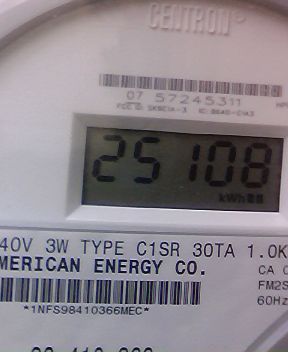 CENTRON®
07 57245311
25108
kWh
40V 3W TYPE C1SR 30TA 1.0K
MERICAN ENERGY CO.
CA 0
FM2S
60Hz
*1NFS98410366MEC*